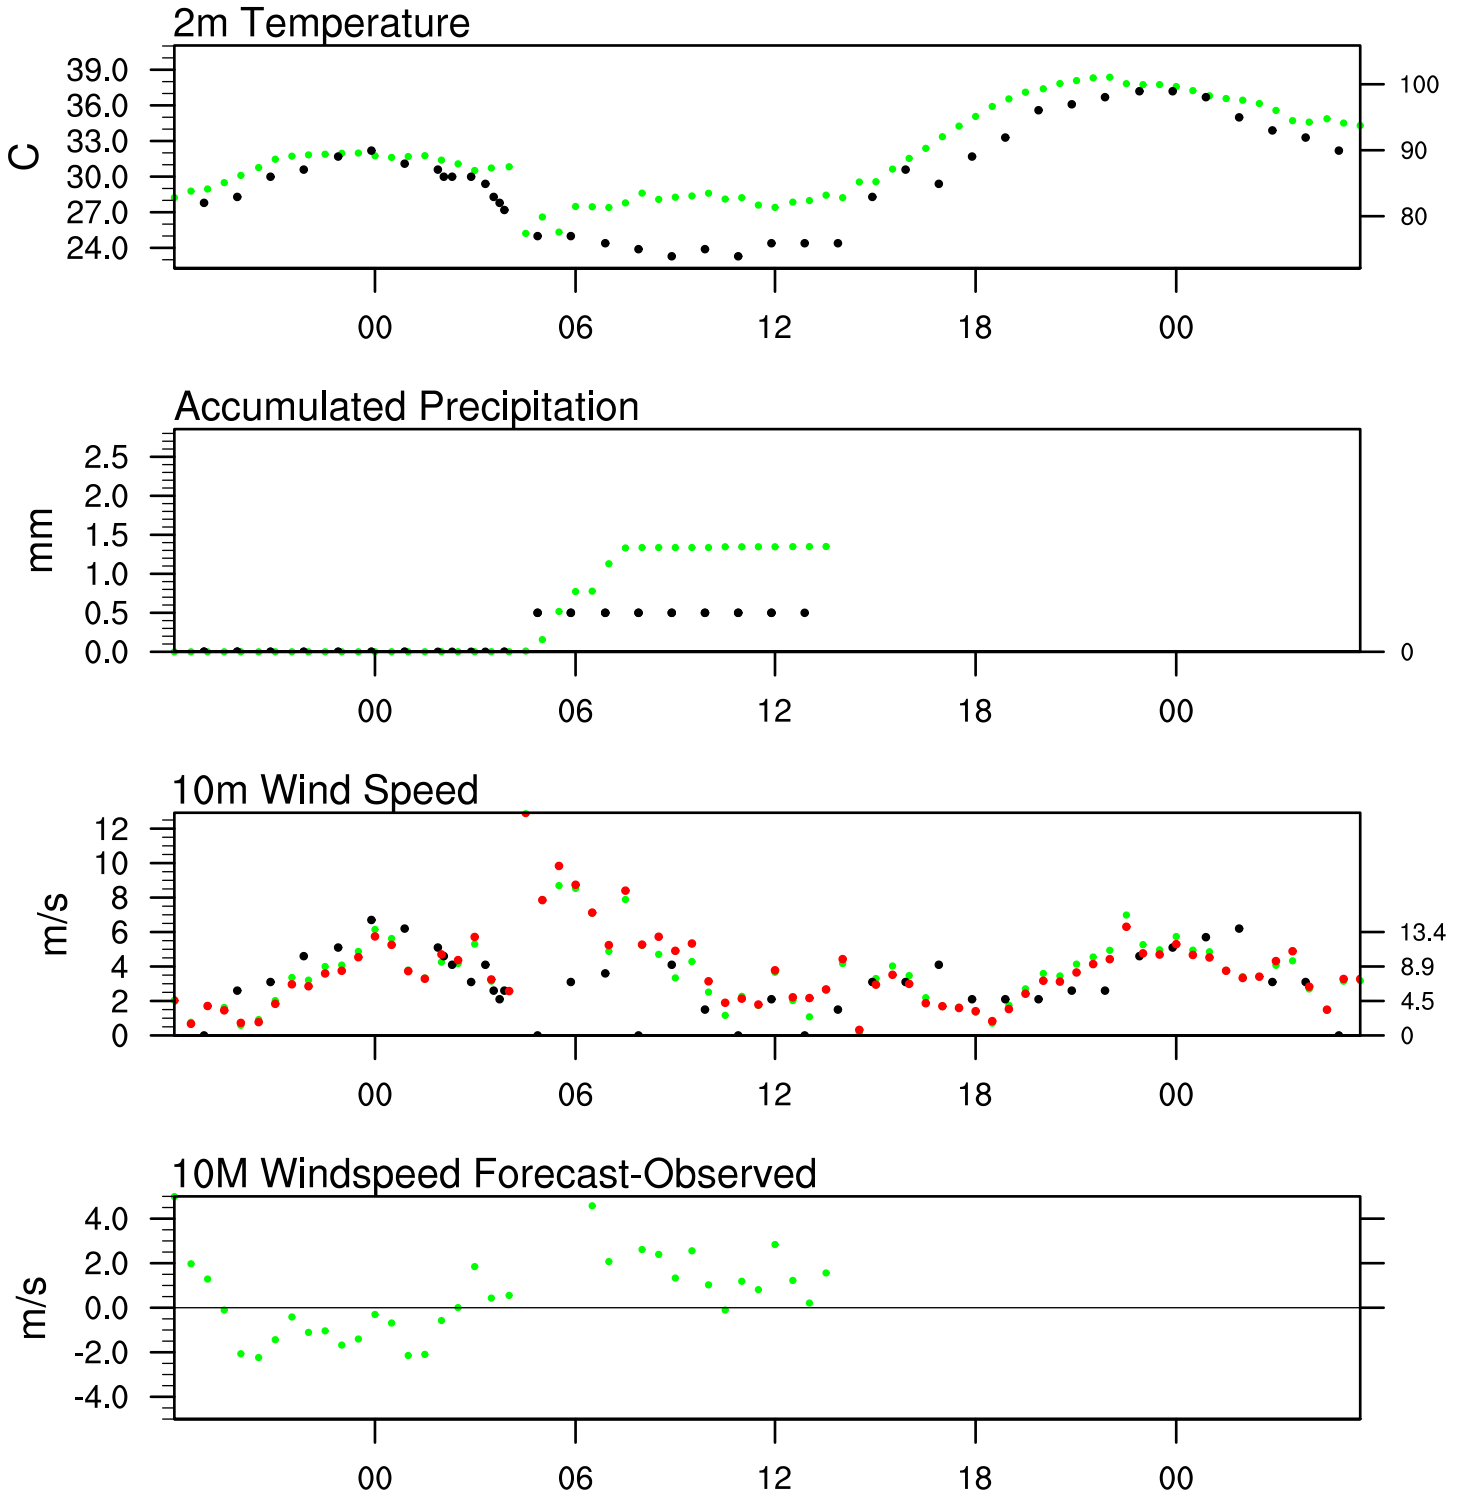 2m Temperature
39.0
36.0
33.0
30.0
27.0
24.0
C
100
90
80
00 06 12 18 00
Accumulated Precipitation
2.5
2.0
1.5
1.0
0.5
0.0
mm
0
00 06 12 18 00
10m Wind Speed
12
10
8
6
4
2
0
m/s
13.4
8.9
4.5
0
00 06 12 18 00
10M Windspeed Forecast-Observed
4.0
2.0
0.0
-2.0
-4.0
m/s
00 06 12 18 00